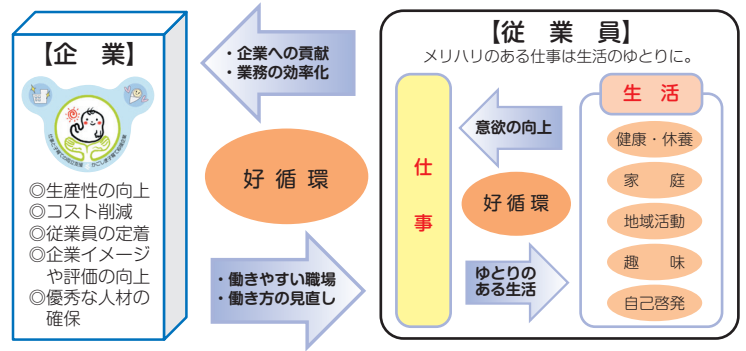 【企　業】
◎生産性の向上
◎コスト削減
◎従業員の定着
◎企業イメージ
や評価の向上
◎優秀な人材の
確保
・企業への貢献
・業務の効率化
好 循 環
・働きやすい職場
・働き方の見直し
【従　業　員】
メリハリのある仕事は生活のゆとりに。
仕
事
意欲の向上
好 循 環
ゆとりの
ある生活
生　活
健康・休養
家　　庭
地域活動
趣　　味
自己啓発